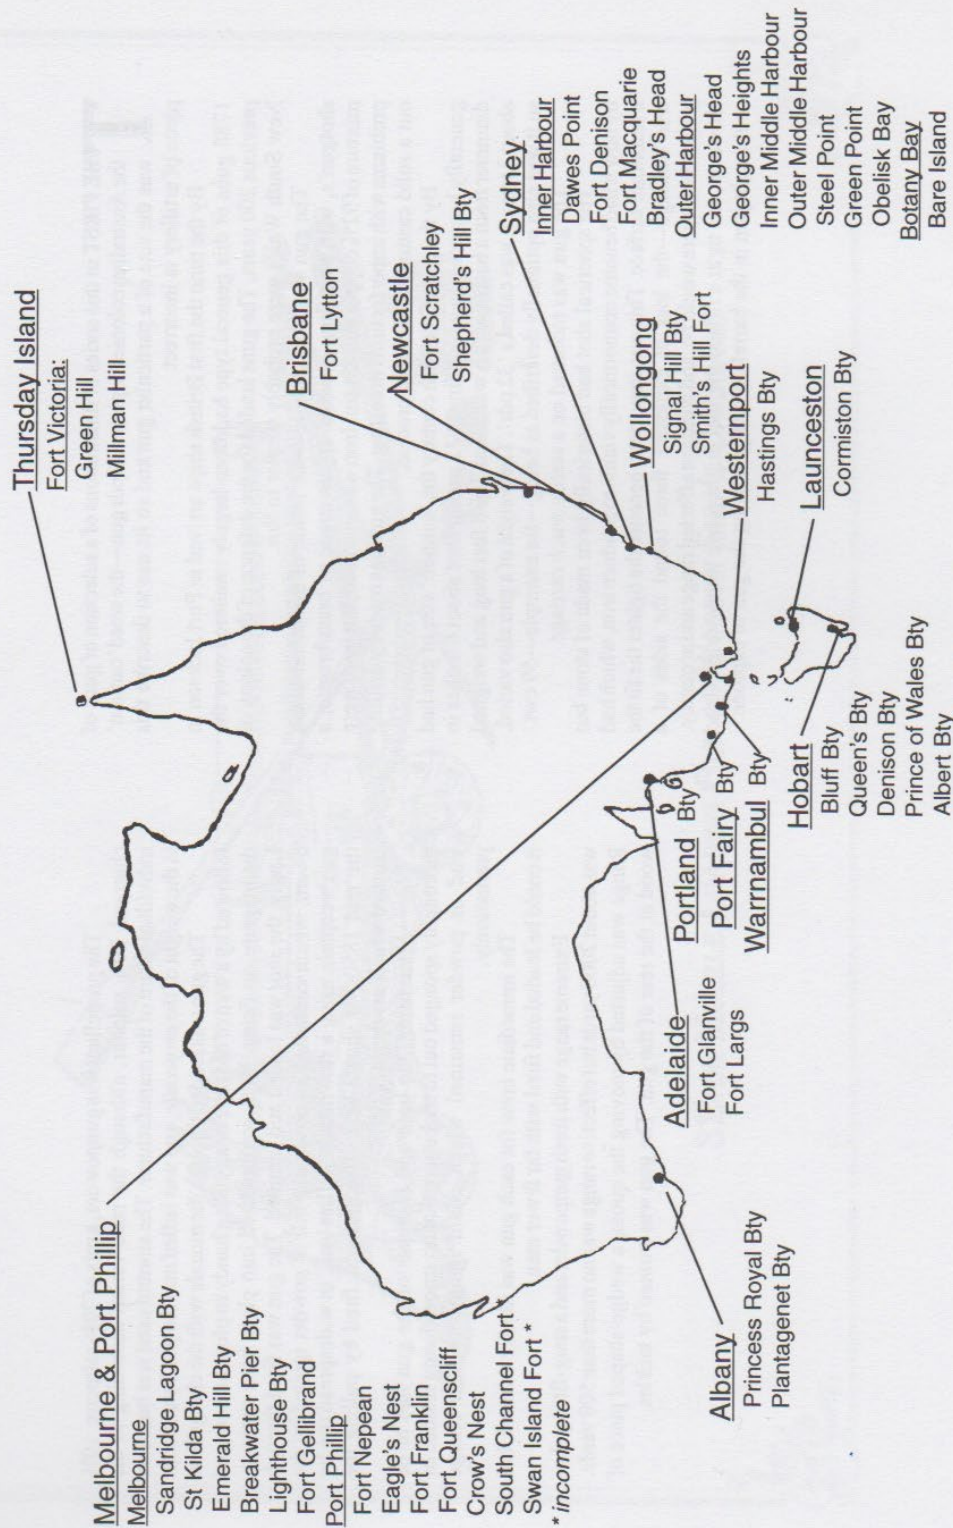 Melbourne & Port Phillip
Melbourne
Sandridge Lagoon Bty
St Kilda Bty
Emerald Hill Bty
Breakwater Pier Bty
Lighthouse Bty
Fort Gellibrand
Port Phillip
Fort Nepean
Eagle's Nest
Fort Franklin
Fort Queenscliff
Crow's Nest
South Channel Fort *
Swan Island Fort *
* incomplete
Thursday Island
Fort Victoria:
Green Hill
Millman Hill
Brisbane
Fort Lytton
Newcastle
Fort Scratchley
Shepherd's Hill Bty
Sydney
Inner Harbour
Dawes Point
Fort Denison
Fort Macquarie
Bradley's Head
Outer Harbour
George's Head
George's Heights
Inner Middle Harbour
Outer Middle Harbour
Steel Point
Green Point
Obelisk Bay
Botany Bay
Bare Island
Wollongong
Signal Hill Bty
Smith's Hill Fort
Westernport
Hastings Bty
Launceston
Cormiston Bty
Hobart
Bluff Bty
Queen's Bty
Denison Bty
Prince of Wales Bty
Albert Bty
Portland Bty
Port Fairy Bty
Warrnambul Bty
Adelaide
Fort Glanville
Fort Largs
Albany
Princess Royal Bty
Plantagenet Bty